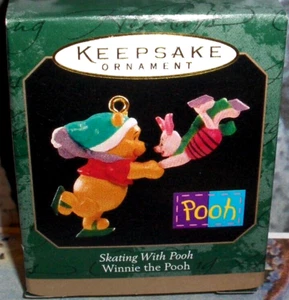 KEEPSAKE
ORNAMENT
Pooh
Skating With Pooh
Winnie the Pooh